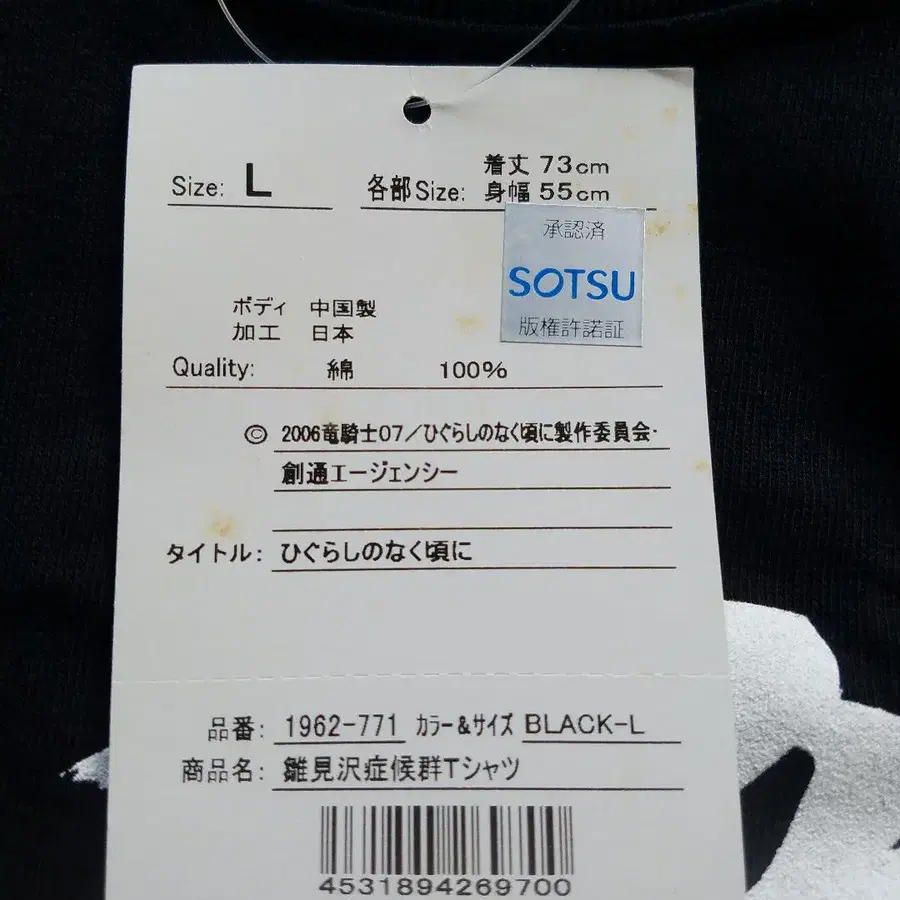 Size: L
各部Size: 着丈 73cm
身幅 55cm
承認済
SOTSU
版権許諾証
ボディ 中国製
加工 日本
Quality: 綿 100%
© 2006竜騎士07/ひぐらしのなく頃に製作委員会・
創通エージェンシー
タイトル: ひぐらしのなく頃に
品番: 1962-771 カラー&サイズ BLACK-L
商品名: 雛見沢症候群Tシャツ
4531894269700